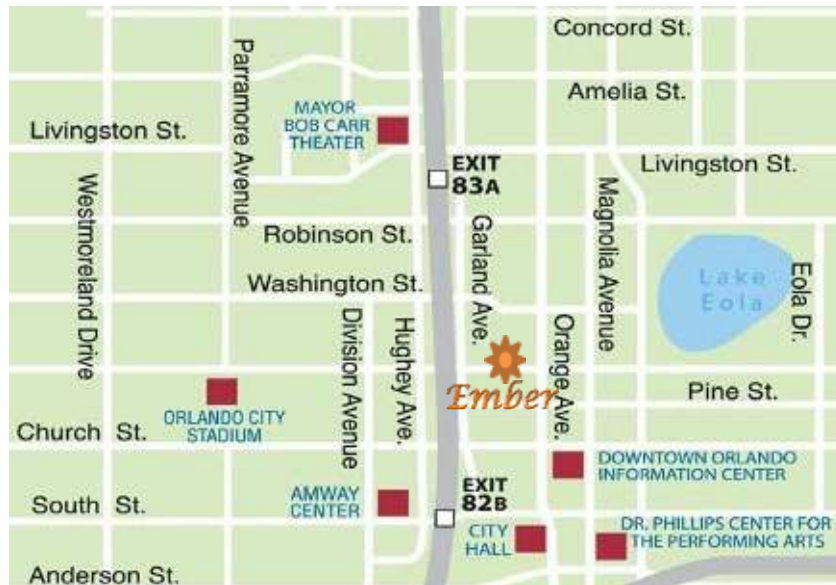 Concord St.
Parramore Avenue
Amelia St.
MAYOR
BOB CARR
THEATER
Livingston St.
EXIT
83A
Livingston St.
Westmoreland Drive
Garland Ave.
Magnolia Avenue
Robinson St.
Washington St.
Lake
Eola
Eola Dr.
Division Avenue
Hughey Ave.
Orange Ave.
Ember
Pine St.
ORLANDO CITY
STADIUM
Church St.
DOWNTOWN ORLANDO
INFORMATION CENTER
South St.
AMWAY
CENTER
EXIT
82B
CITY
HALL
DR. PHILLIPS CENTER FOR
THE PERFORMING ARTS
Anderson St.